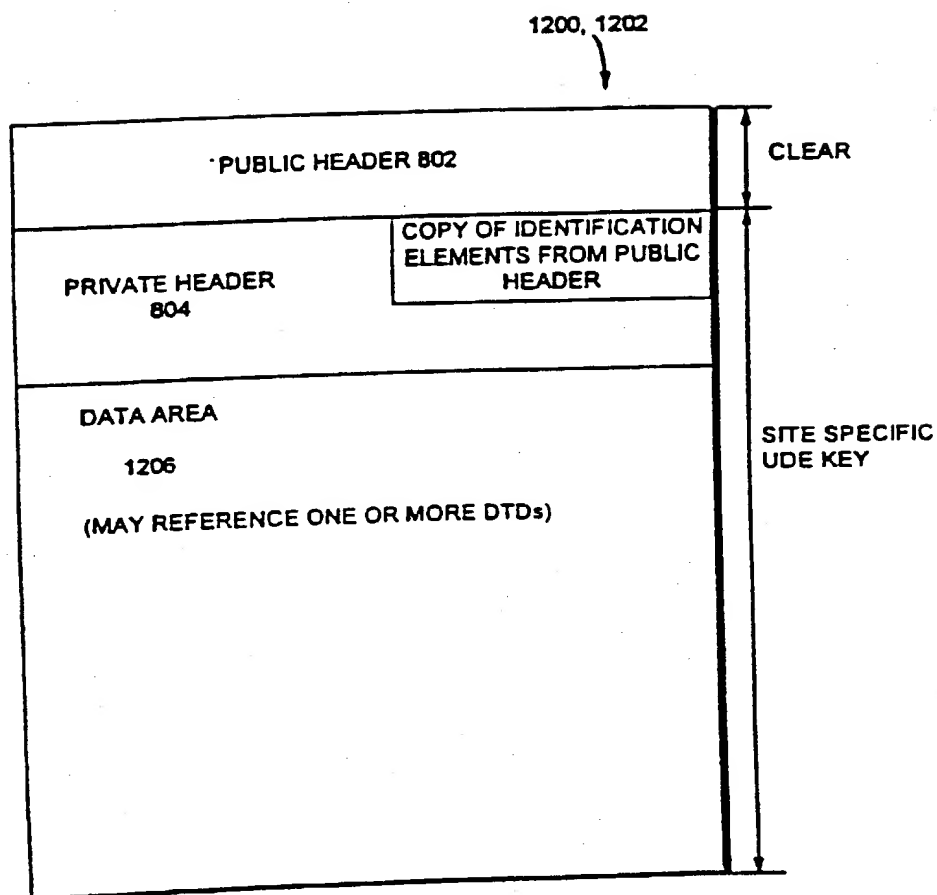 1200, 1202
PUBLIC HEADER 802
CLEAR
COPY OF IDENTIFICATION
ELEMENTS FROM PUBLIC
HEADER
PRIVATE HEADER
804
DATA AREA
1206
(MAY REFERENCE ONE OR MORE DTDs)
SITE SPECIFIC
UDE KEY